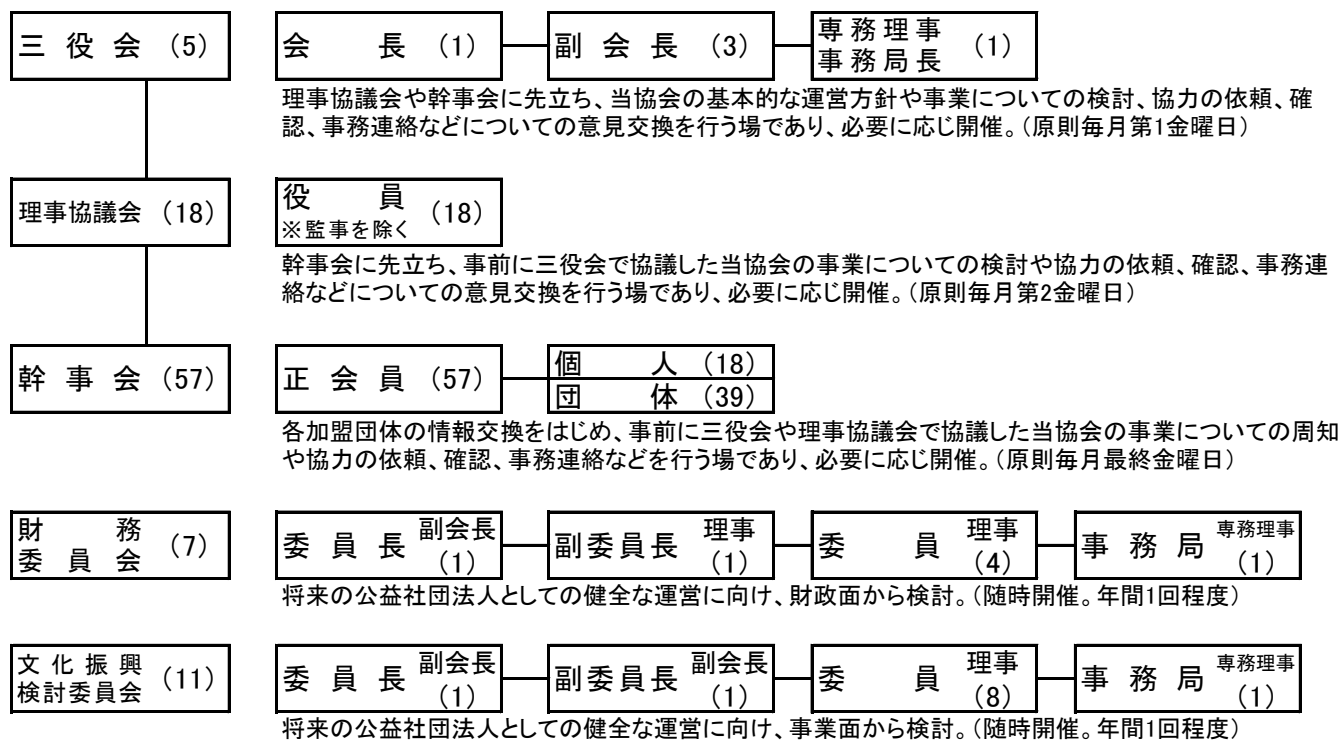 三役会（5） 会長（1） 副会長（3） 専務理事 事務局長（1）
理事協議会や幹事会に先立ち、当協会の基本的な運営方針や事業についての検討、協力の依頼、確
認、事務連絡などについての意見交換を行う場であり、必要に応じ開催。（原則毎月第1金曜日）
理事協議会（18） 役員 ※監事を除く（18）
幹事会に先立ち、事前に三役会で協議した当協会の事業についての検討や協力の依頼、確認、事務連
絡などについての意見交換を行う場であり、必要に応じ開催。（原則毎月第2金曜日）
幹事会（57） 正会員（57） 個人（18）
団体（39）
各加盟団体の情報交換をはじめ、事前に三役会や理事協議会で協議した当協会の事業についての周知
や協力の依頼、確認、事務連絡などを行う場であり、必要に応じ開催。（原則毎月最終金曜日）
財務委員会（7） 委員長 副会長（1） 副委員長 理事（1） 委員 理事（4） 事務局 専務理事（1）
将来の公益社団法人としての健全な運営に向け、財政面から検討。（随時開催。年間1回程度）
文化振興検討委員会（11） 委員長 副会長（1） 副委員長 副会長（1） 委員 理事（8） 事務局 専務理事（1）
将来の公益社団法人としての健全な運営に向け、事業面から検討。（随時開催。年間1回程度）